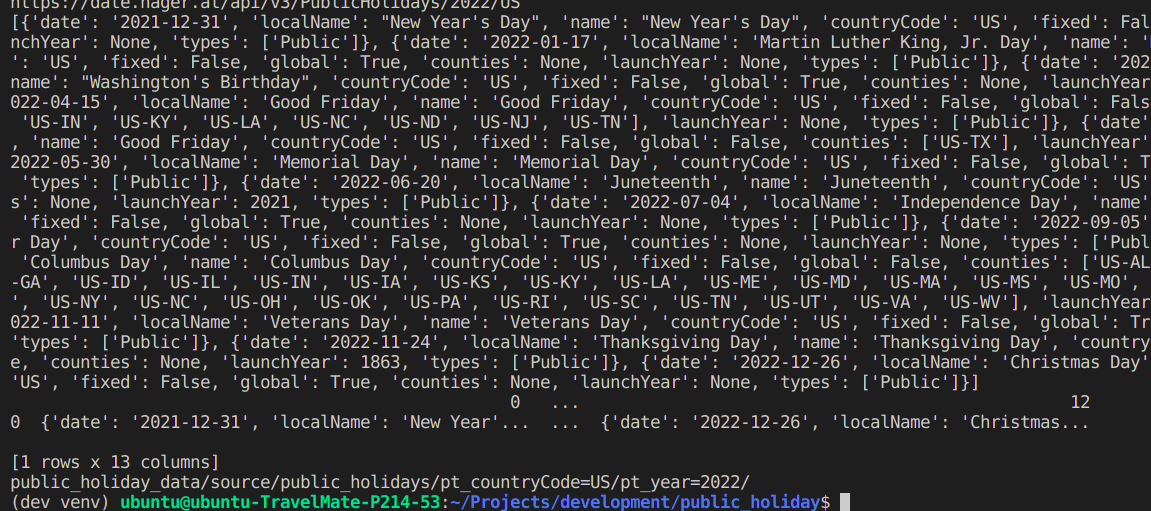 https://date.nager.at/api/v3/PublicHolidays/2022/US
[{'date': '2021-12-31', 'localName': "New Year's Day", 'name': "New Year's Day", 'countryCode': 'US', 'fixed': Fal
nchYear': None, 'types': ['Public']}, {'date': '2022-01-17', 'localName': 'Martin Luther King, Jr. Day', 'name': '
': 'US', 'fixed': False, 'global': True, 'counties': None, 'launchYear': None, 'types': ['Public']}, {'date': '202
name': "Washington's Birthday", 'countryCode': 'US', 'fixed': False, 'global': True, 'counties': None, 'launchYear
022-04-15', 'localName': 'Good Friday', 'name': 'Good Friday', 'countryCode': 'US', 'fixed': False, 'global': Fals
'US-IN', 'US-KY', 'US-LA', 'US-NC', 'US-ND', 'US-NJ', 'US-TN'], 'launchYear': None, 'types': ['Public']}, {'date'
, 'name': 'Good Friday', 'countryCode': 'US', 'fixed': False, 'global': False, 'counties': ['US-TX'], 'launchYear'
2022-05-30', 'localName': 'Memorial Day', 'name': 'Memorial Day', 'countryCode': 'US', 'fixed': False, 'global': T
'types': ['Public']}, {'date': '2022-06-20', 'localName': 'Juneteenth', 'name': 'Juneteenth', 'countryCode': 'US'
s': None, 'launchYear': 2021, 'types': ['Public']}, {'date': '2022-07-04', 'localName': 'Independence Day', 'name'
'fixed': False, 'global': True, 'counties': None, 'launchYear': None, 'types': ['Public']}, {'date': '2022-09-05'
r Day', 'countryCode': 'US', 'fixed': False, 'global': True, 'counties': None, 'launchYear': None, 'types': ['Publ
'Columbus Day', 'name': 'Columbus Day', 'countryCode': 'US', 'fixed': False, 'global': False, 'counties': ['US-AL
-GA', 'US-ID', 'US-IL', 'US-IN', 'US-IA', 'US-KS', 'US-KY', 'US-LA', 'US-ME', 'US-MD', 'US-MA', 'US-MS', 'US-MO',
', 'US-NY', 'US-NC', 'US-OH', 'US-OK', 'US-PA', 'US-RI', 'US-SC', 'US-TN', 'US-UT', 'US-VA', 'US-WV'], 'launchYear
022-11-11', 'localName': 'Veterans Day', 'name': 'Veterans Day', 'countryCode': 'US', 'fixed': False, 'global': Tr
'types': ['Public']}, {'date': '2022-11-24', 'localName': 'Thanksgiving Day', 'name': 'Thanksgiving Day', 'country
e, 'counties': None, 'launchYear': 1863, 'types': ['Public']}, {'date': '2022-12-26', 'localName': 'Christmas Day'
'US', 'fixed': False, 'global': True, 'counties': None, 'launchYear': None, 'types': ['Public']}]
0 ... 12
0 {'date': '2021-12-31', 'localName': 'New Year'... ... {'date': '2022-12-26', 'localName': 'Christmas...
[1 rows x 13 columns]
public_holiday_data/source/public_holidays/pt_countryCode=US/pt_year=2022/
(dev venv) ubuntu@ubuntu-TravelMate-P214-53:~/Projects/development/public_holiday$